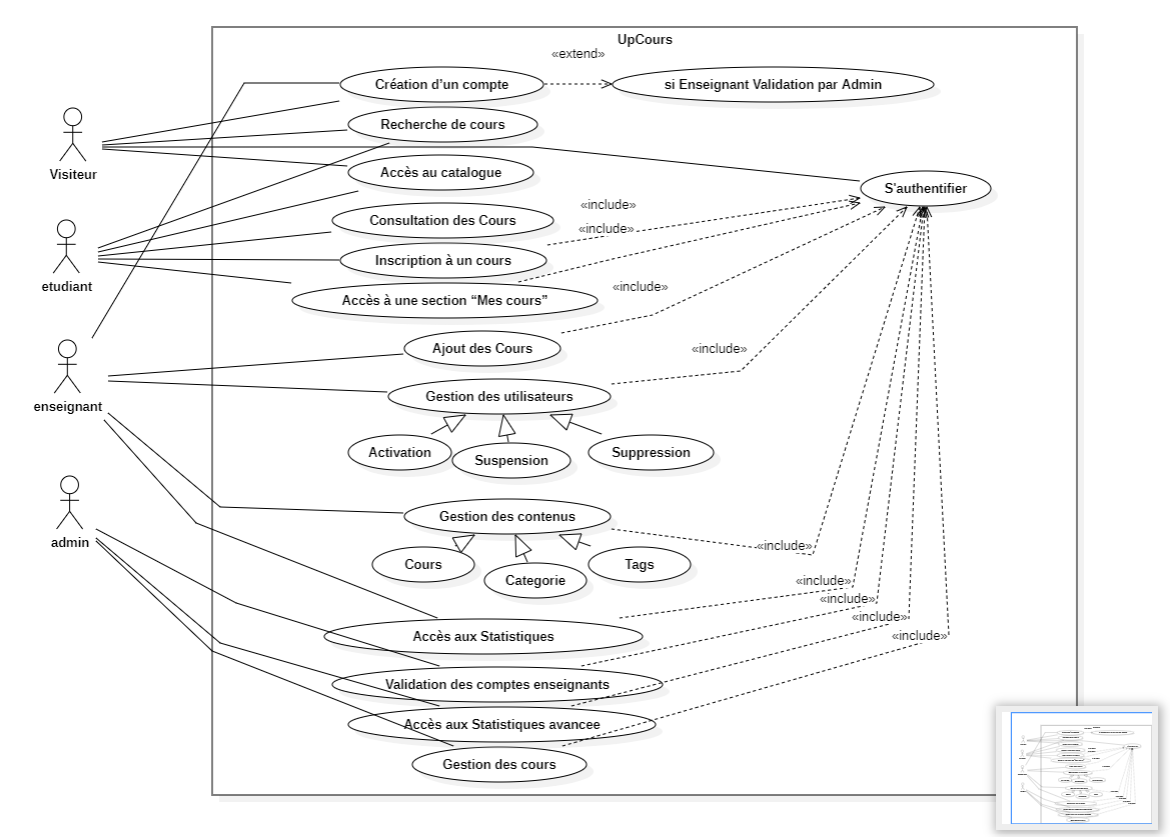 UpCours
«extend»
Création d'un compte
si Enseignant Validation par Admin
Recherche de cours
Visiteur
Accès au catalogue
S'authentifier
«include»
Consultation des Cours
«include»
Inscription à un cours
etudiant
«include»
Accès à une section “Mes cours”
Ajout des Cours
«include»
Gestion des utilisateurs
enseignant
Activation
Suspension
Suppression
Gestion des contenus
admin
«include»
Cours
Categorie
Tags
«include»
«include»
«include»
Accès aux Statistiques
«include»
Validation des comptes enseignants
Accès aux Statistiques avancee
Gestion des cours